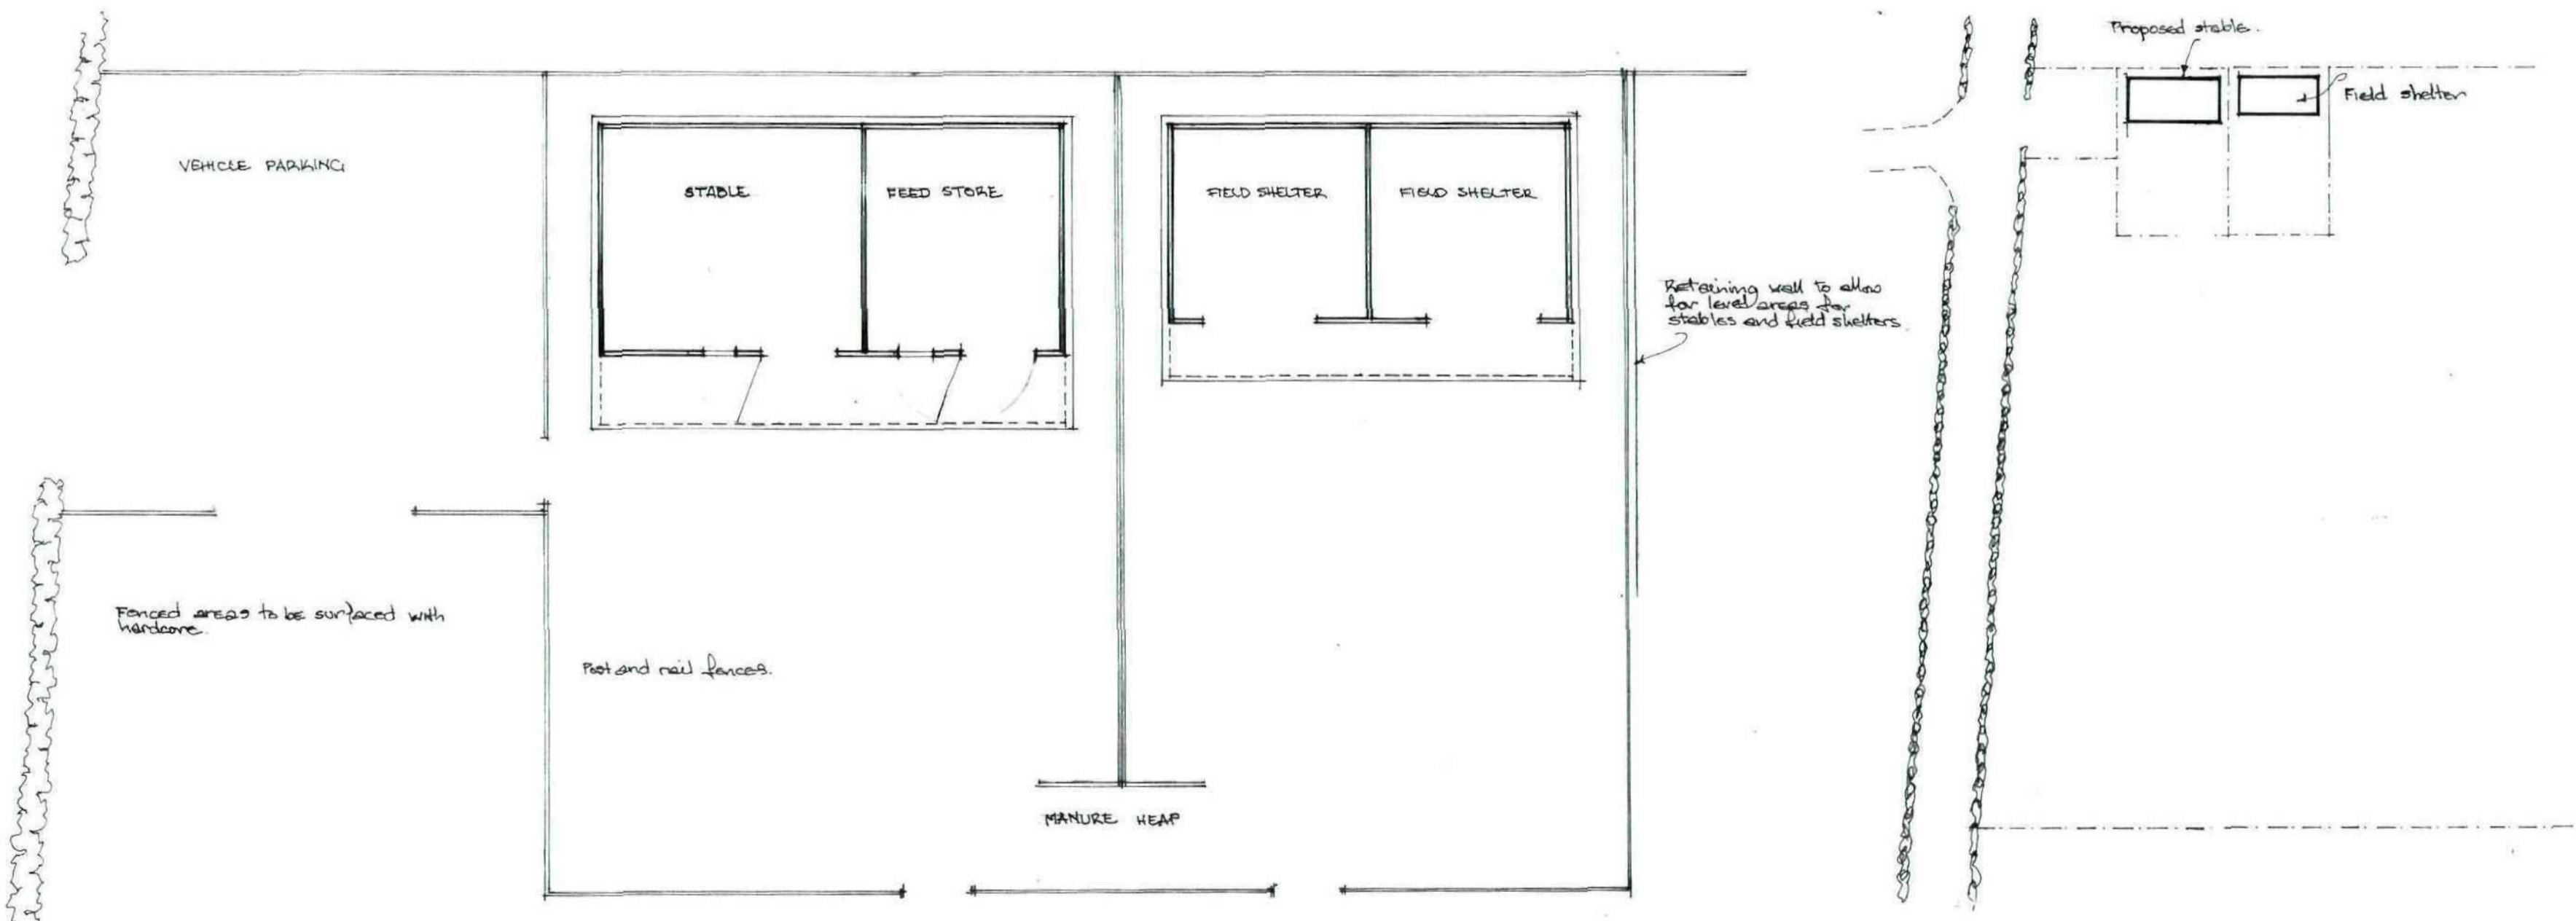 Proposed stable.
Field shelter
VEHICLE PARKING
STABLE
FEED STORE
FIELD SHELTER
FIELD SHELTER
Retaining wall to allow
for level areas for
stables and field shelters.
Fenced areas to be surfaced with
hardcore.
Post and rail fences.
MANURE HEAP